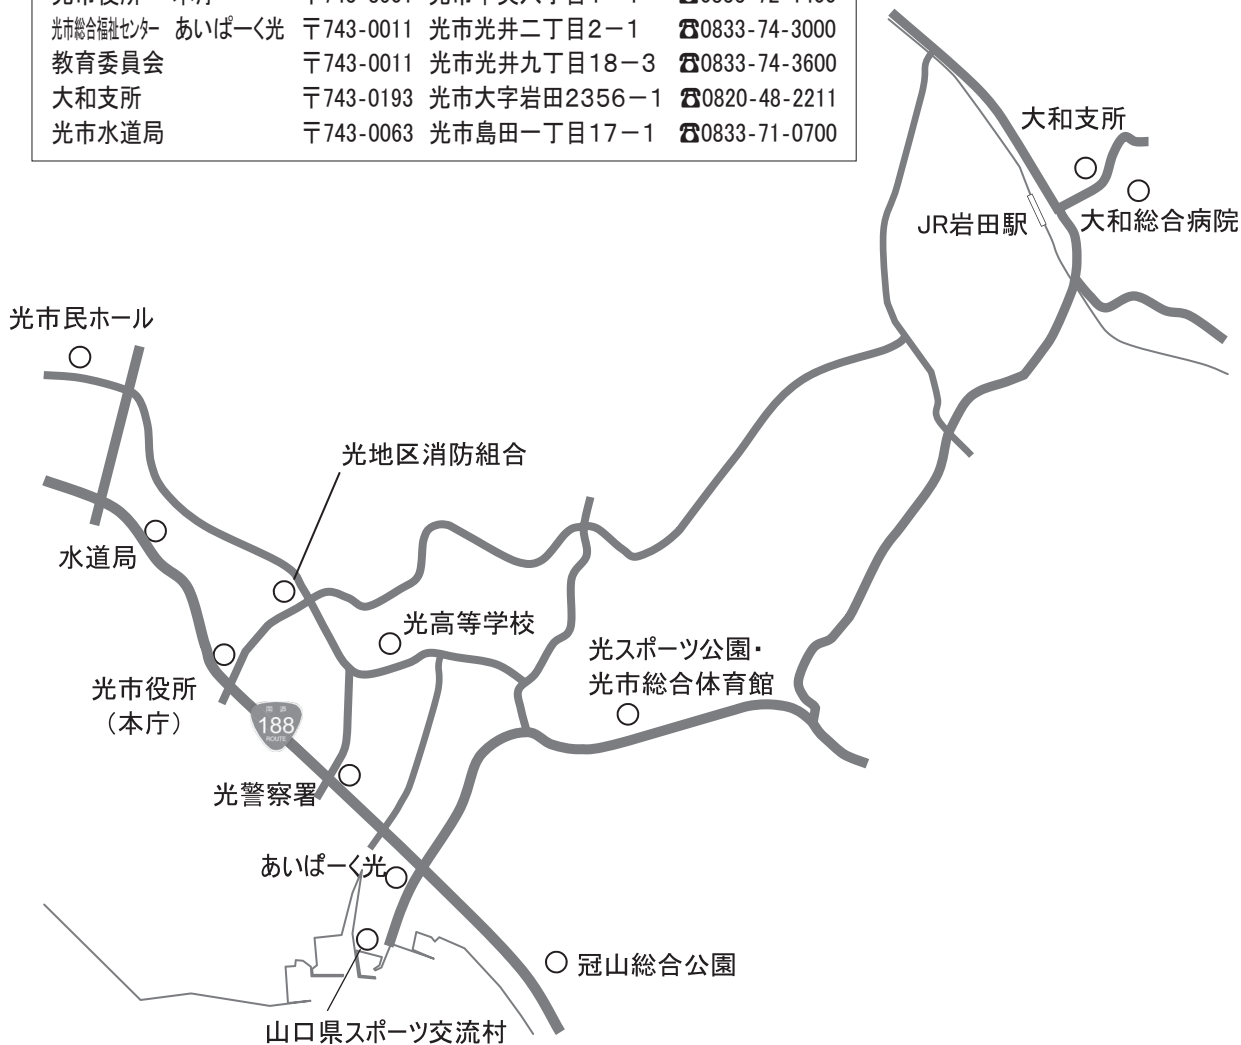 光市総合福祉センター あいぱーく光 〒743-0011 光市光井二丁目2－1 ☎0833-74-3000
教育委員会 〒743-0011 光市光井九丁目18－3 ☎0833-74-3600
大和支所 〒743-0193 光市大字岩田2356－1 ☎0820-48-2211
光市水道局 〒743-0063 光市島田一丁目17－1 ☎0833-71-0700
大和支所
JR岩田駅
大和総合病院
光市民ホール
光地区消防組合
水道局
光高等学校
光スポーツ公園・
光市総合体育館
光市役所
（本庁）
国道
188
ROUTE
光警察署
あいぱーく光
冠山総合公園
山口県スポーツ交流村